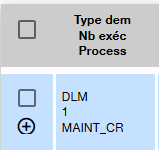 Type dem
Nb exéc
Process
DLM
1
MAINT_CR